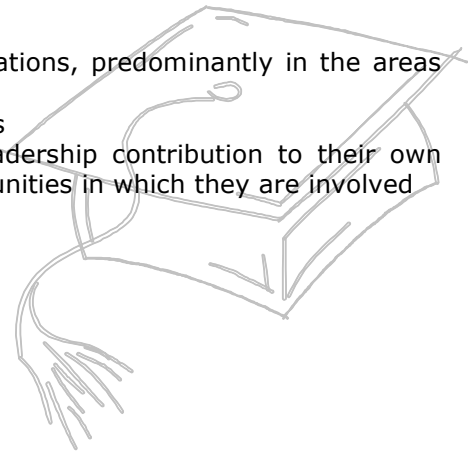 ations, predominantly in the areas
s
adership contribution to their own
unities in which they are involved